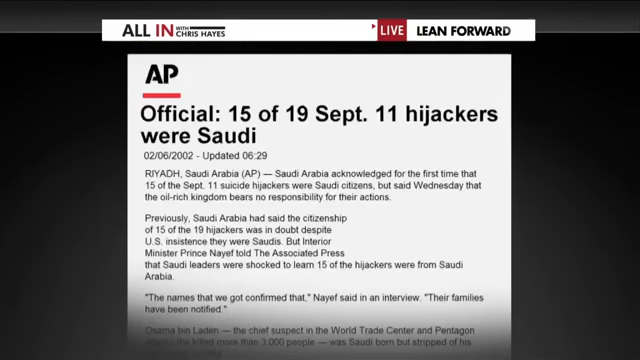 ALL IN WITH CHRIS HAYES
LIVE
LEAN FORWARD
AP
Official: 15 of 19 Sept. 11 hijackers
were Saudi
02/06/2002 - Updated 06:29
RIYADH, Saudi Arabia (AP) — Saudi Arabia acknowledged for the first time that
15 of the Sept. 11 suicide hijackers were Saudi citizens, but said Wednesday that
the oil-rich kingdom bears no responsibility for their actions.
Previously, Saudi Arabia had said the citizenship
of 15 of the 19 hijackers was in doubt despite
U.S. insistence they were Saudis. But Interior
Minister Prince Nayef told The Associated Press
that Saudi leaders were shocked to learn 15 of the hijackers were from Saudi
Arabia.
"The names that we got confirmed that," Nayef said in an interview. "Their families
have been notified."
Osama bin Laden — the chief suspect in the World Trade Center and Pentagon
killed more than 3,000 people — was Saudi born but stripped of his